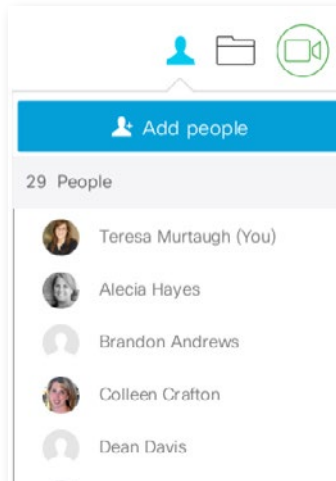 Add people
29 People
Teresa Murtaugh (You)
Alecia Hayes
Brandon Andrews
Colleen Crafton
Dean Davis